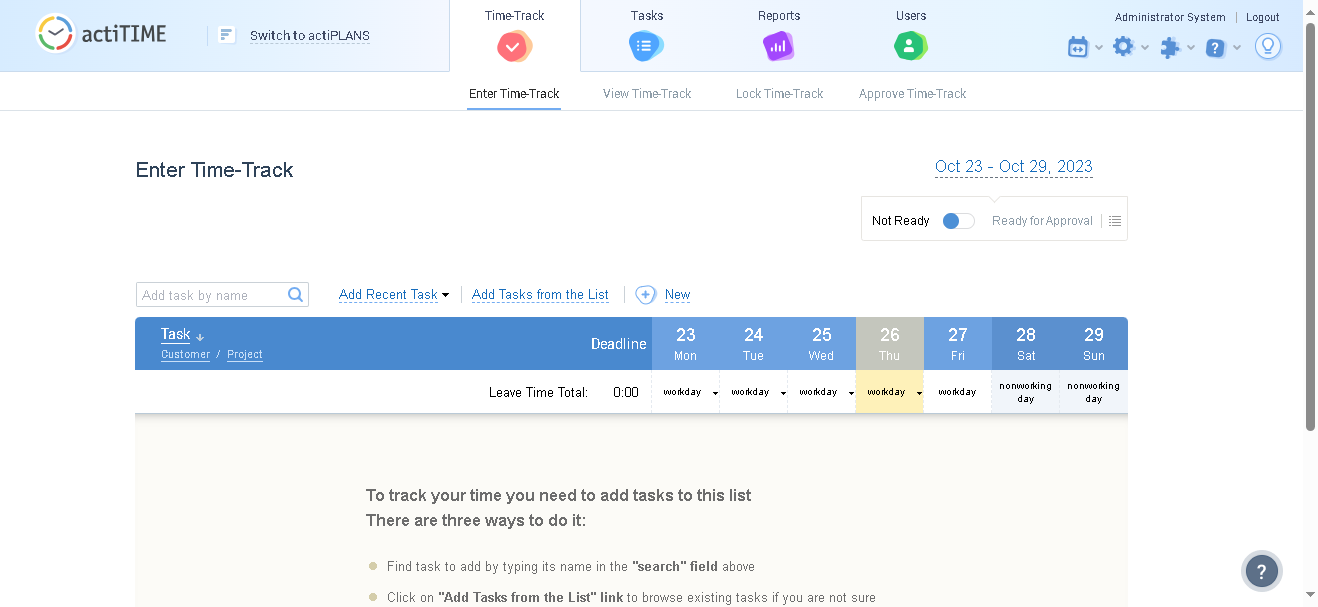 actiTIME
Switch to actiPLANS
Time-Track
Tasks
Reports
Users
Administrator System
Logout
?
Enter Time-Track
View Time-Track
Lock Time-Track
Approve Time-Track
Enter Time-Track
Oct 23 - Oct 29, 2023
Not Ready
Ready for Approval
Add task by name
Add Recent Task
Add Tasks from the List
New
Task
Customer / Project
Deadline
23
Mon
24
Tue
25
Wed
26
Thu
27
Fri
28
Sat
29
Sun
Leave Time Total: 0:00
workday
workday
workday
workday
workday
nonworking
day
nonworking
day
To track your time you need to add tasks to this list
There are three ways to do it:
Find task to add by typing its name in the "search" field above
Click on "Add Tasks from the List" link to browse existing tasks if you are not sure
?